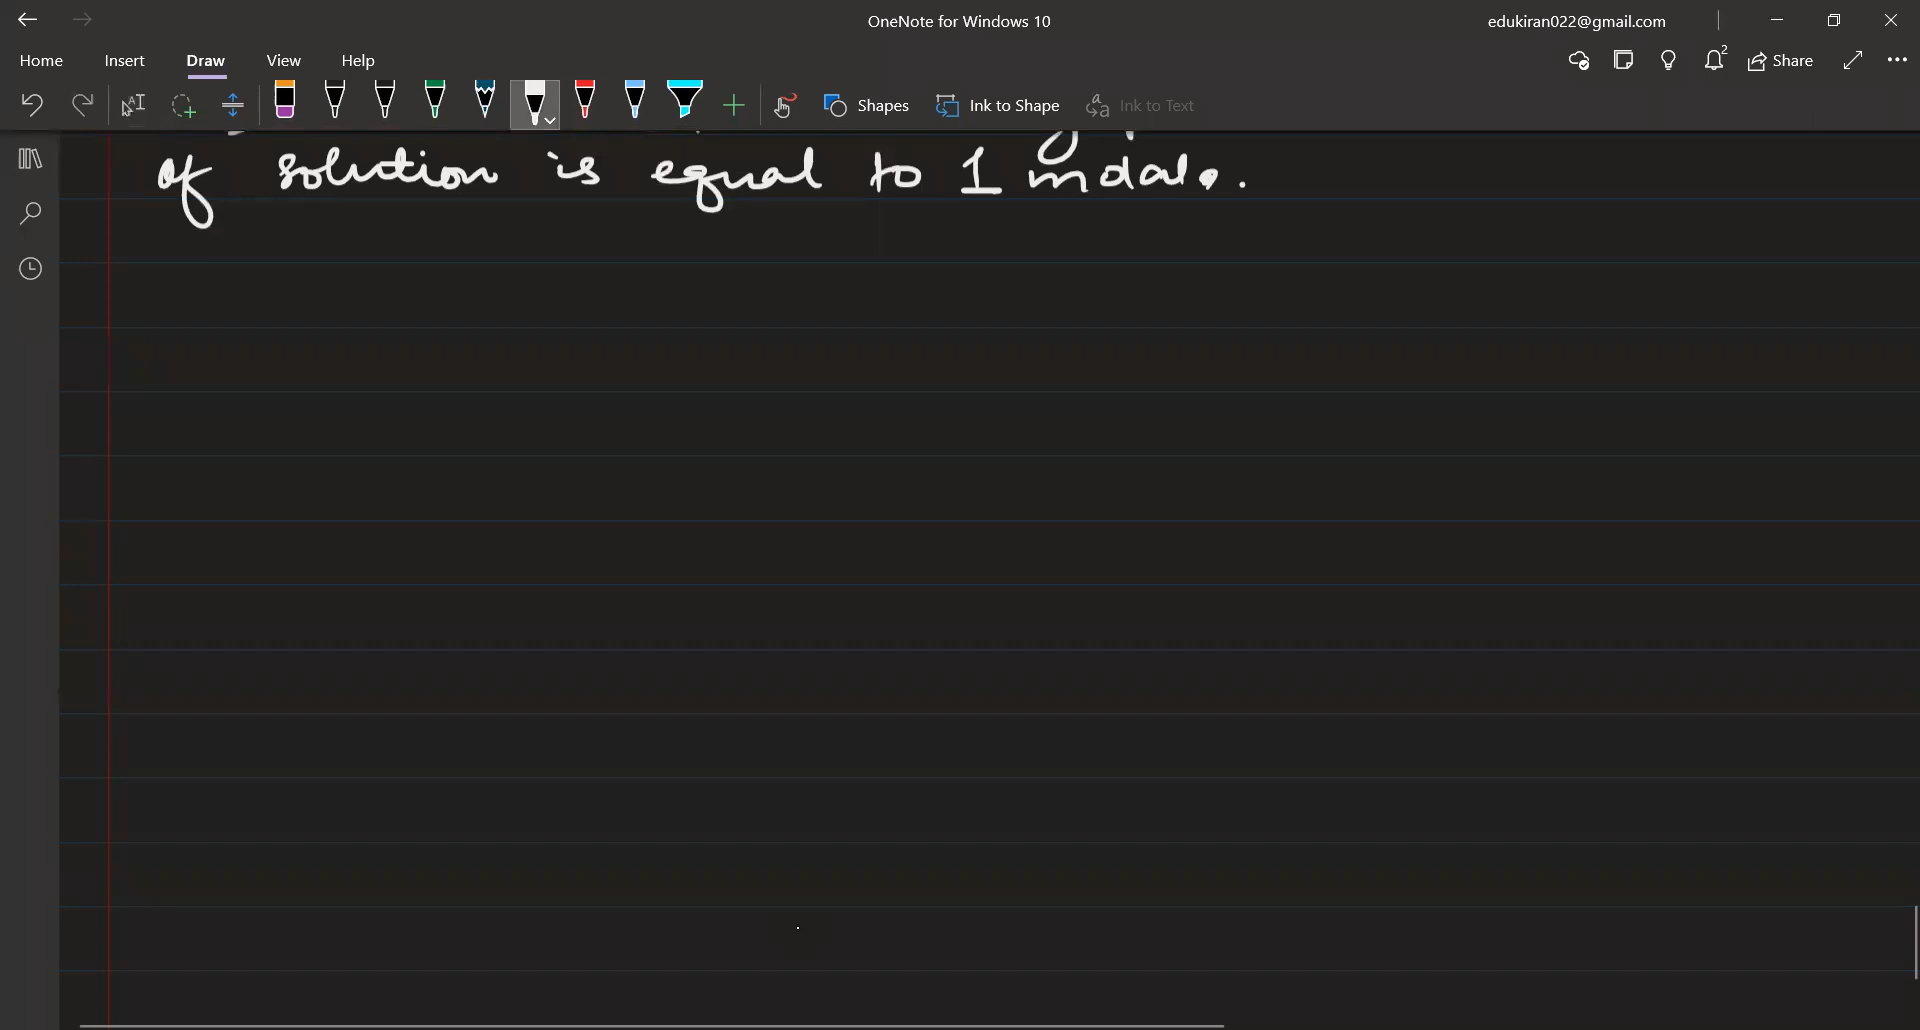 OneNote for Windows 10
edukiran022@gmail.com
Home Insert Draw View Help
2
Share
Shapes
Ink to Shape
Ink to Text
of solution is equal to 1 molal.